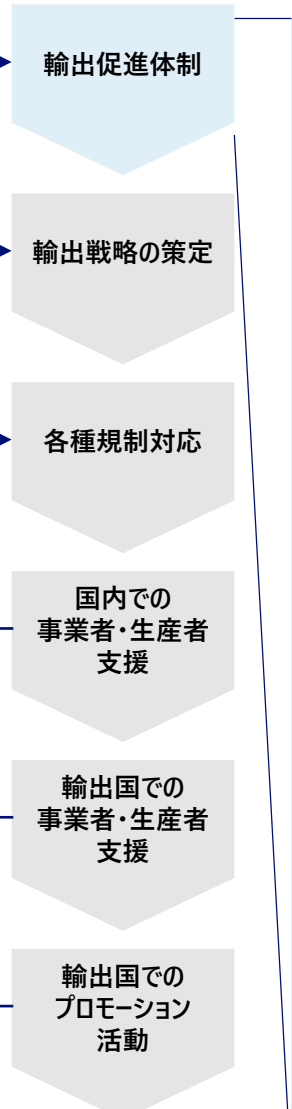 輸出促進体制
輸出戦略の策定
各種規制対応
国内での
事業者・生産者
支援
輸出国での
事業者・生産者
支援
輸出国での
プロモーション
活動